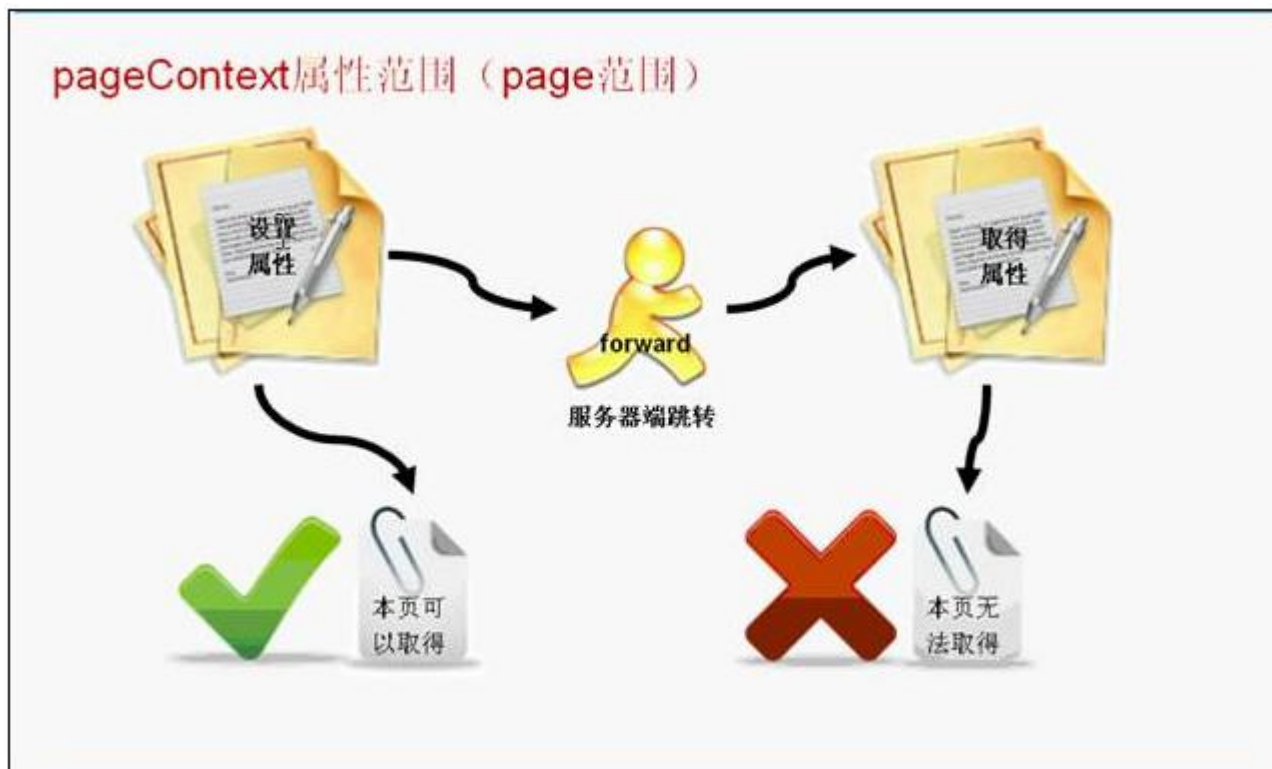 pageContext属性范围（page范围）
设置
属性
取得
属性
forward
服务器端跳转
本页可
以取得
本页无
法取得